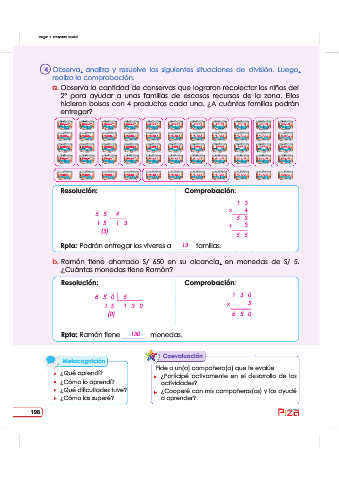 4 Observa, analiza y resuelve las siguientes situaciones de división. Luego,
realiza la comprobación.
a. Observa la cantidad de conservas que lograron recolectar los niños del
2° para ayudar a unas familias de escasos recursos de la zona. Ellos
hicieron bolsas con 4 productos cada una. ¿A cuántas familias podrán
entregar?
Resolución:
Comprobación:
5 5 4
1 5 1 3
(3)
1 3
× 4
5 2
+ 3
5 5
Rpta: Podrán entregar los víveres a 13 familias.
b. Ramón tiene ahorrado S/ 650 en su alcancía, en monedas de S/ 5.
¿Cuántas monedas tiene Ramón?
Resolución:
Comprobación:
6 5 0 5
1 5 1 3 0
(0)
1 3 0
× 5
6 5 0
Rpta: Ramón tiene 130 monedas.
Metacognición
¿Qué aprendí?
¿Cómo lo aprendí?
¿Qué dificultades tuve?
¿Cómo las superé?
Coevaluación
Pide a un(a) compañero(a) que te evalúe
¿Participé activamente en el desarrollo de las
actividades?
¿Cooperé con mis compañeros(as) y los ayudé
a aprender?
198